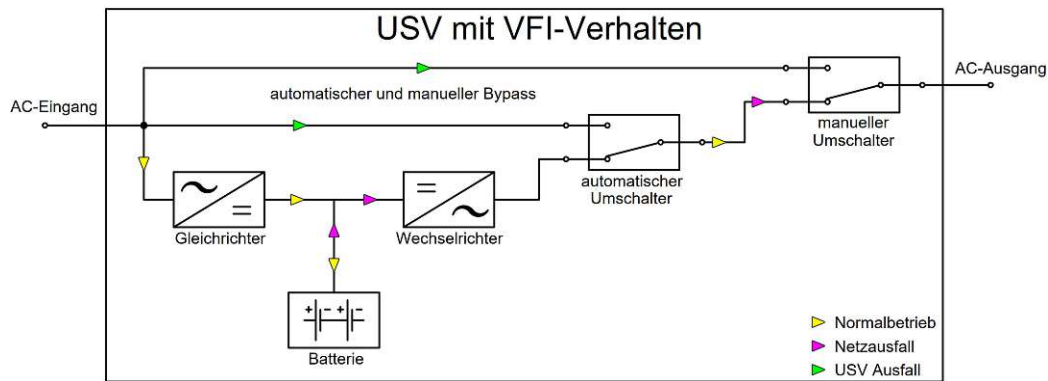 USV mit VFI-Verhalten
AC-Eingang
AC-Ausgang
automatischer und manueller Bypass
manueller
Umschalter
automatischer
Umschalter
Gleichrichter
Wechselrichter
+ - + -
Batterie
Normalbetrieb
Netzausfall
USV Ausfall